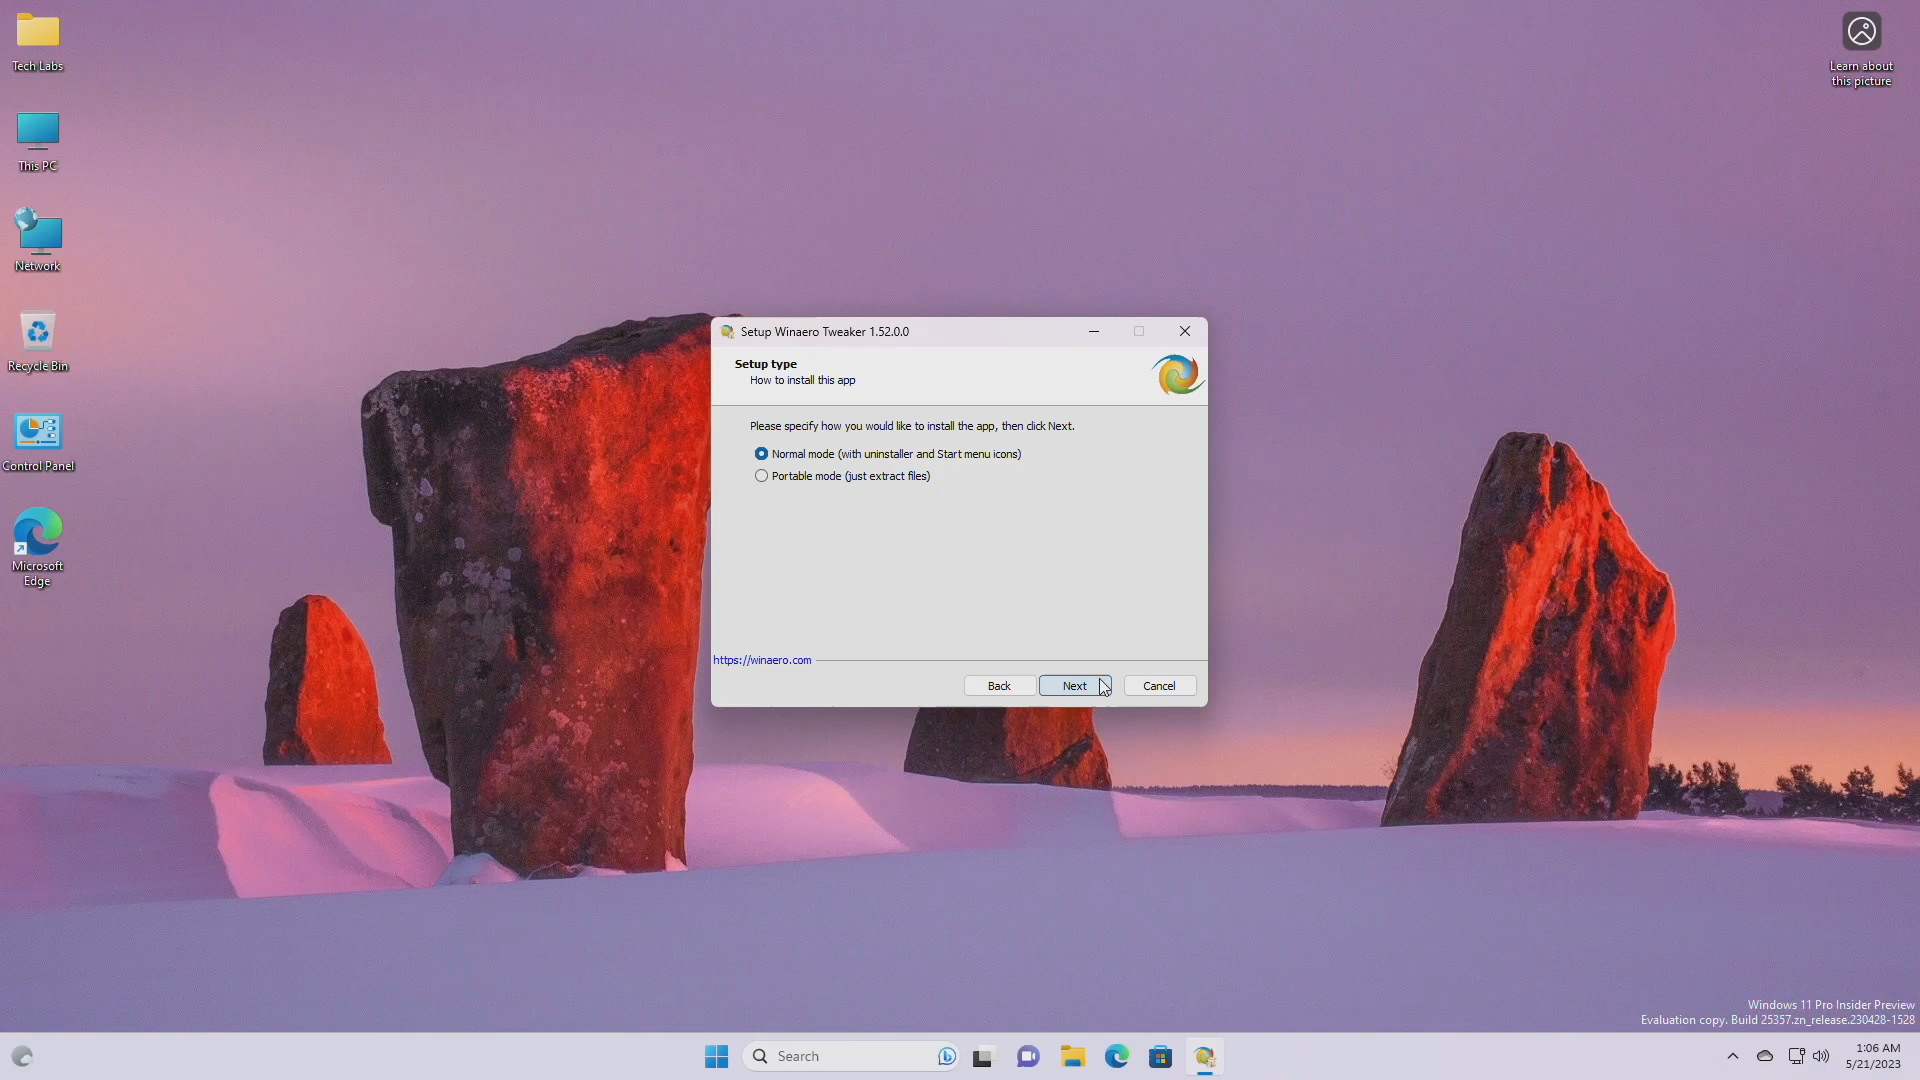 Tech Labs
This PC
Network
Recycle Bin
Control Panel
Microsoft
Edge
Learn about
this picture
Setup Winaero Tweaker 1.52.0.0
Setup type
How to install this app
Please specify how you would like to install the app, then click Next.
Normal mode (with uninstaller and Start menu icons)
Portable mode (just extract files)
https://winaero.com
Back
Next
Cancel
Windows 11 Pro Insider Preview
Evaluation copy. Build 25357.zn_release.230428-1528
Search
1:06 AM
5/21/2023